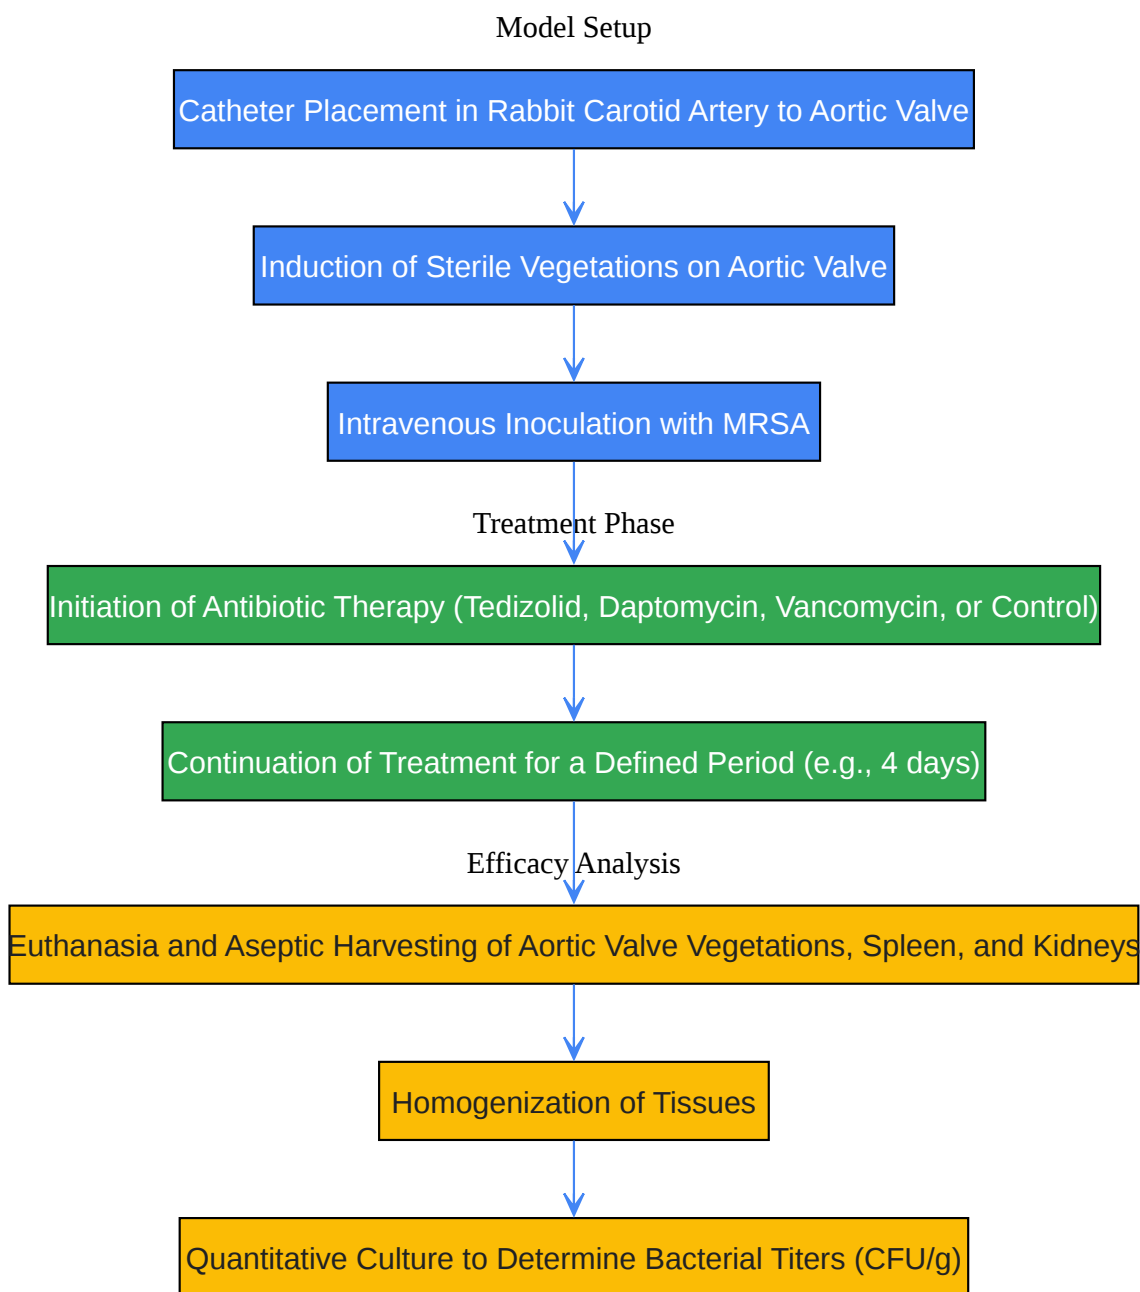 Model Setup
Catheter Placement in Rabbit Carotid Artery to Aortic Valve
Induction of Sterile Vegetations on Aortic Valve
Intravenous Inoculation with MRSA
Treatment Phase
Initiation of Antibiotic Therapy (Tedizolid, Daptomycin, Vancomycin, or Control)
Continuation of Treatment for a Defined Period (e.g., 4 days)
Efficacy Analysis
Euthanasia and Aseptic Harvesting of Aortic Valve Vegetations, Spleen, and Kidneys
Homogenization of Tissues
Quantitative Culture to Determine Bacterial Titers (CFU/g)